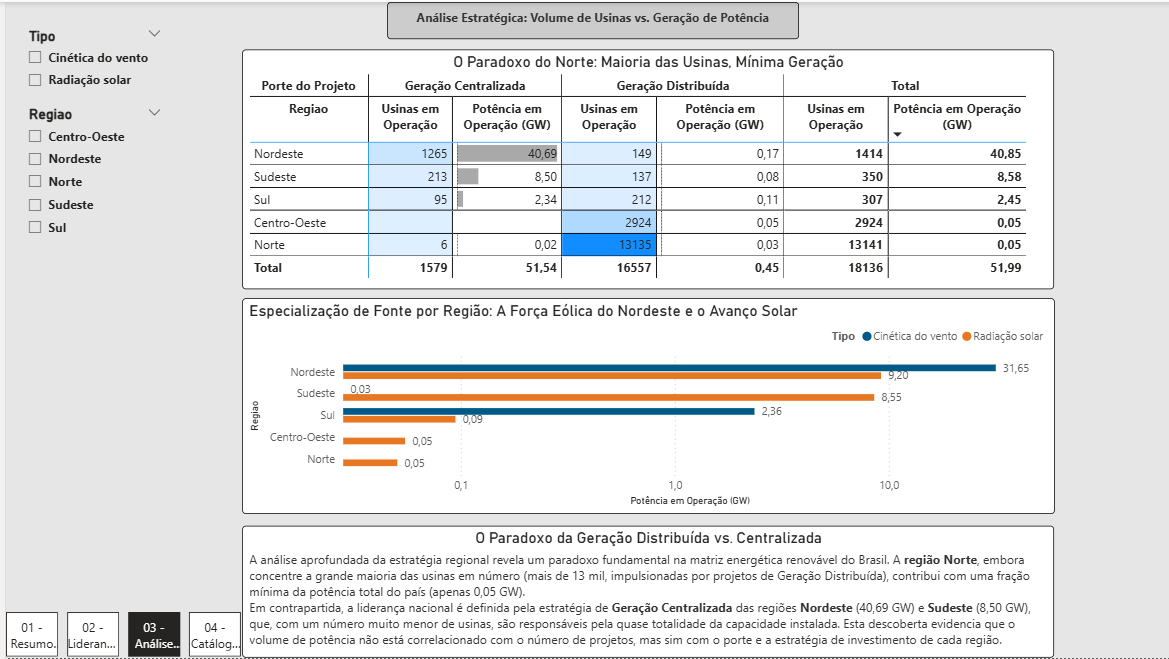 Análise Estratégica: Volume de Usinas vs. Geração de Potência
Tipo
Cinética do vento
Radiação solar
Regiao
Centro-Oeste
Nordeste
Norte
Sudeste
Sul
O Paradoxo do Norte: Maioria das Usinas, Mínima Geração
Porte do Projeto Geração Centralizada Geração Distribuída Total
Regiao Usinas em Operação Potência em Operação (GW) Usinas em Operação Potência em Operação (GW) Usinas em Operação Potência em Operação (GW)
Nordeste 1265 40,69 149 0,17 1414 40,85
Sudeste 213 8,50 137 0,08 350 8,58
Sul 95 2,34 212 0,11 307 2,45
Centro-Oeste 2924 0,05 2924 0,05
Norte 6 0,02 13135 0,03 13141 0,05
Total 1579 51,54 16557 0,45 18136 51,99
Especialização de Fonte por Região: A Força Eólica do Nordeste e o Avanço Solar
Tipo Cinética do vento Radiação solar
Regiao
Nordeste 31,65
9,20
Sudeste 0,03
8,55
Sul 2,36
0,09
Centro-Oeste 0,05
Norte 0,05
0,1 1,0 10,0
Potência em Operação (GW)
O Paradoxo da Geração Distribuída vs. Centralizada
A análise aprofundada da estratégia regional revela um paradoxo fundamental na matriz energética renovável do Brasil. A região Norte, embora
concentre a grande maioria das usinas em número (mais de 13 mil, impulsionadas por projetos de Geração Distribuída), contribui com uma fração
mínima da potência total do país (apenas 0,05 GW).
Em contrapartida, a liderança nacional é definida pela estratégia de Geração Centralizada das regiões Nordeste (40,69 GW) e Sudeste (8,50 GW),
que, com um número muito menor de usinas, são responsáveis pela quase totalidade da capacidade instalada. Esta descoberta evidencia que o
volume de potência não está correlacionado com o número de projetos, mas sim com o porte e a estratégia de investimento de cada região.
01 -
Resumo.
02 -
Lideran...
03 -
Análise..
04 -
Catálog...